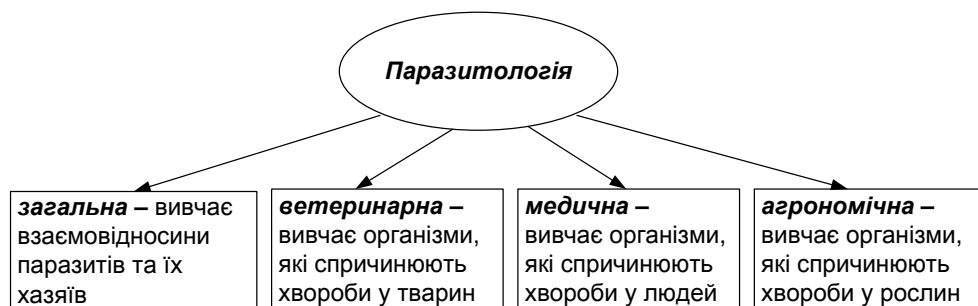 Паразитологія
загальна – вивчає
взаємовідносини
паразитів та їх
хазяїв
ветеринарна –
вивчає організми,
які спричинюють
хвороби у тварин
медична –
вивчає організми,
які спричинюють
хвороби у людей
агрономічна –
вивчає організми,
які спричинюють
хвороби у рослин